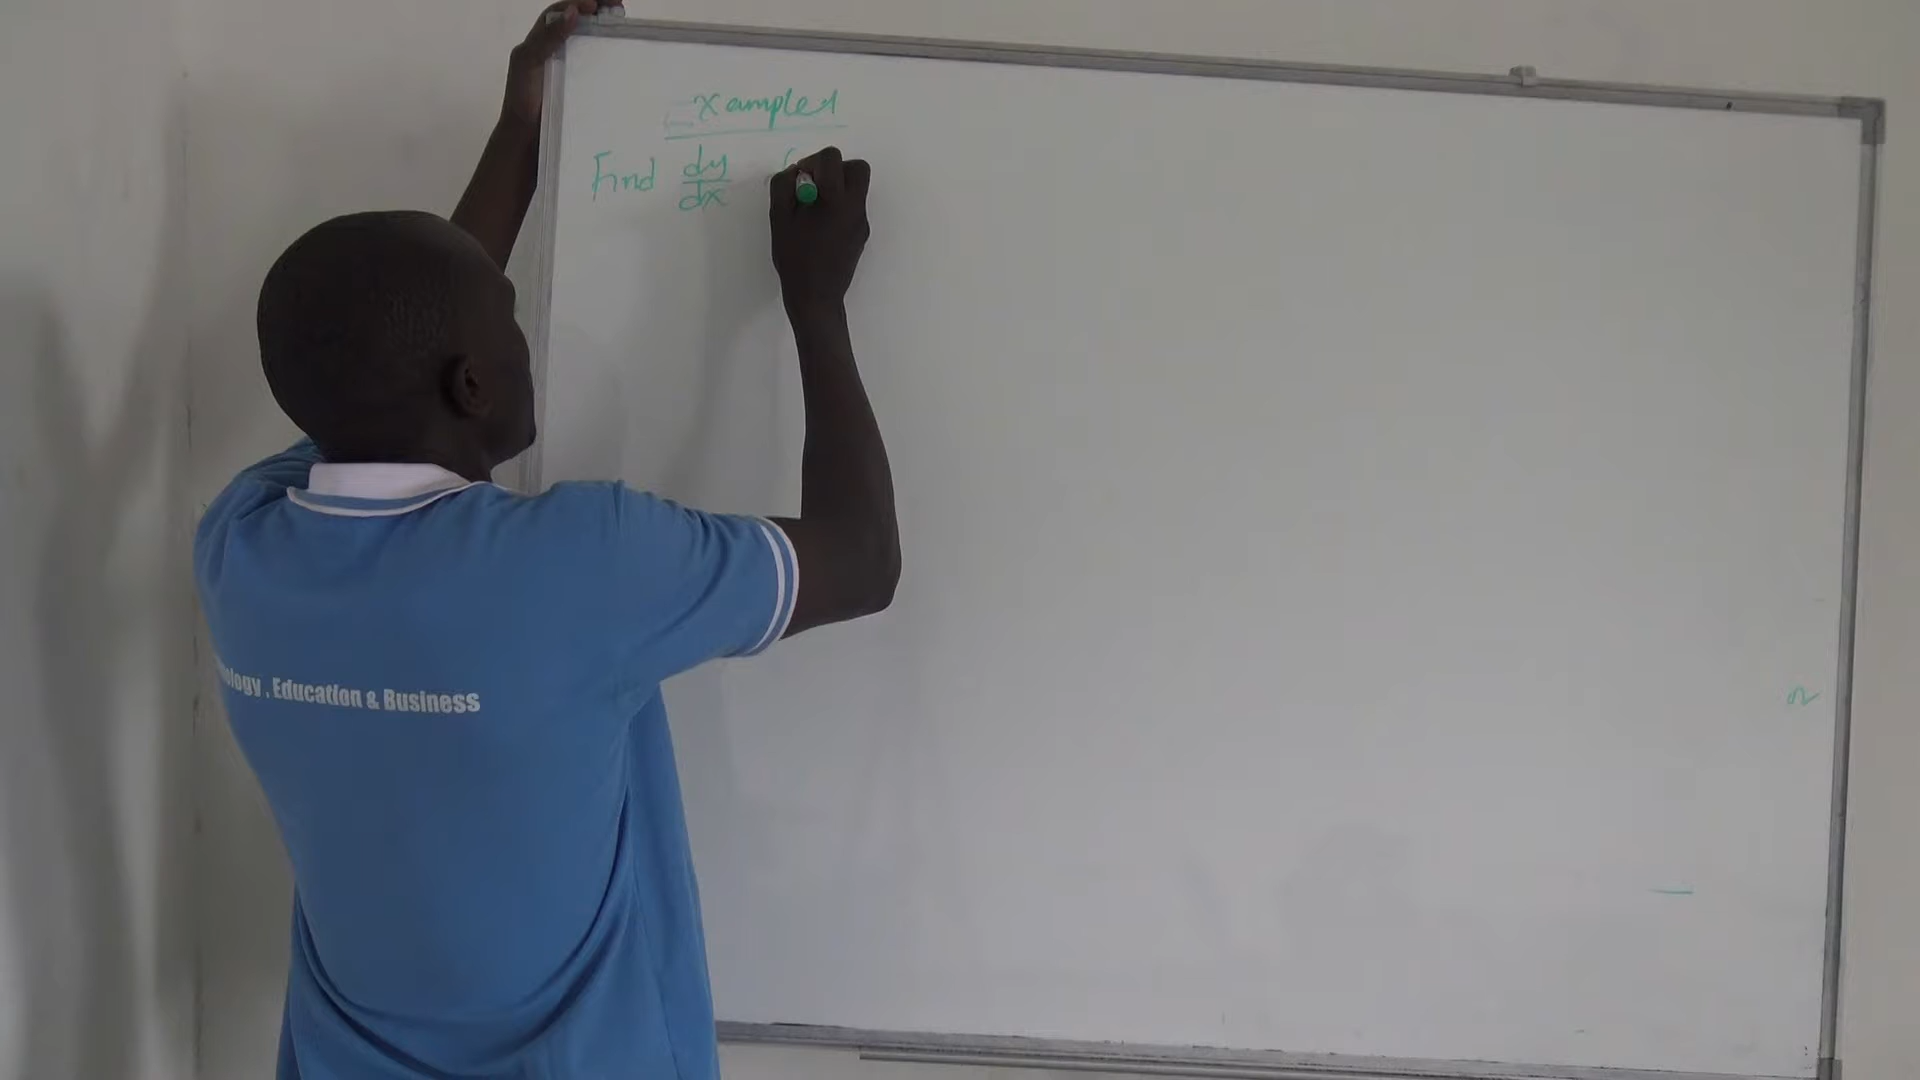 Example 1
Find dy/dx
ology , Education & Business